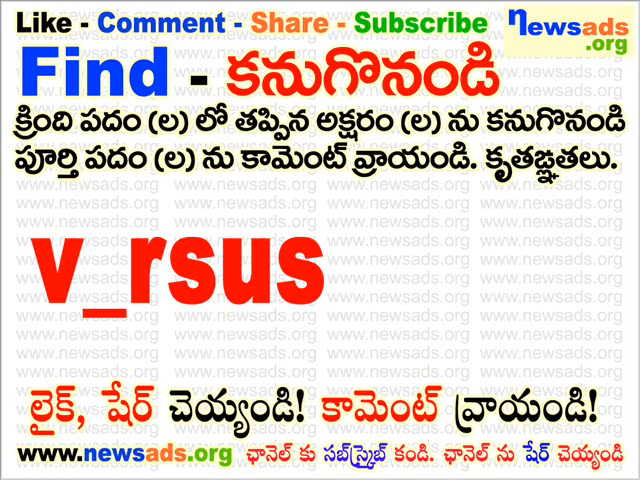 Like - Comment - Share - Subscribe
newsads
.org
Find - కనుగొనండి
క్రింది పదం (ల) లో తప్పిన అక్షరం (ల) ను కనుగొనండి
పూర్తి పదం (ల) ను కామెంట్ వ్రాయండి. కృతఙ్ఞతలు.
v_rsus
లైక్, షేర్ చెయ్యండి! కామెంట్ వ్రాయండి!
www.newsads.org ఛానెల్ కు సబ్‌స్క్రైబ్ కండి. ఛానెల్ ను షేర్ చెయ్యండి